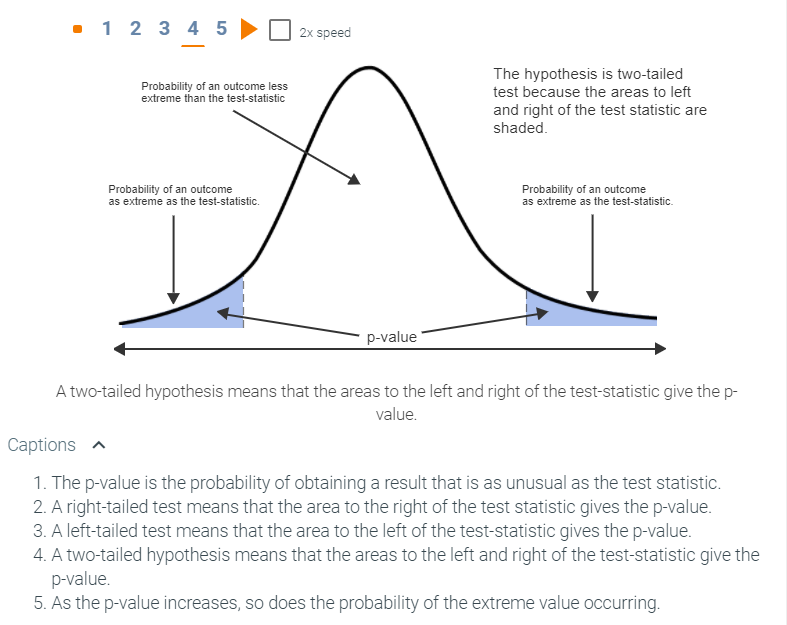 1 2 3 4 5 2x speed
Probability of an outcome less
extreme than the test-statistic
The hypothesis is two-tailed
test because the areas to left
and right of the test statistic are
shaded.
Probability of an outcome
as extreme as the test-statistic.
Probability of an outcome
as extreme as the test-statistic.
p-value
A two-tailed hypothesis means that the areas to the left and right of the test-statistic give the p-
value.
Captions
1. The p-value is the probability of obtaining a result that is as unusual as the test statistic.
2. A right-tailed test means that the area to the right of the test statistic gives the p-value.
3. A left-tailed test means that the area to the left of the test-statistic gives the p-value.
4. A two-tailed hypothesis means that the areas to the left and right of the test-statistic give the
p-value.
5. As the p-value increases, so does the probability of the extreme value occurring.